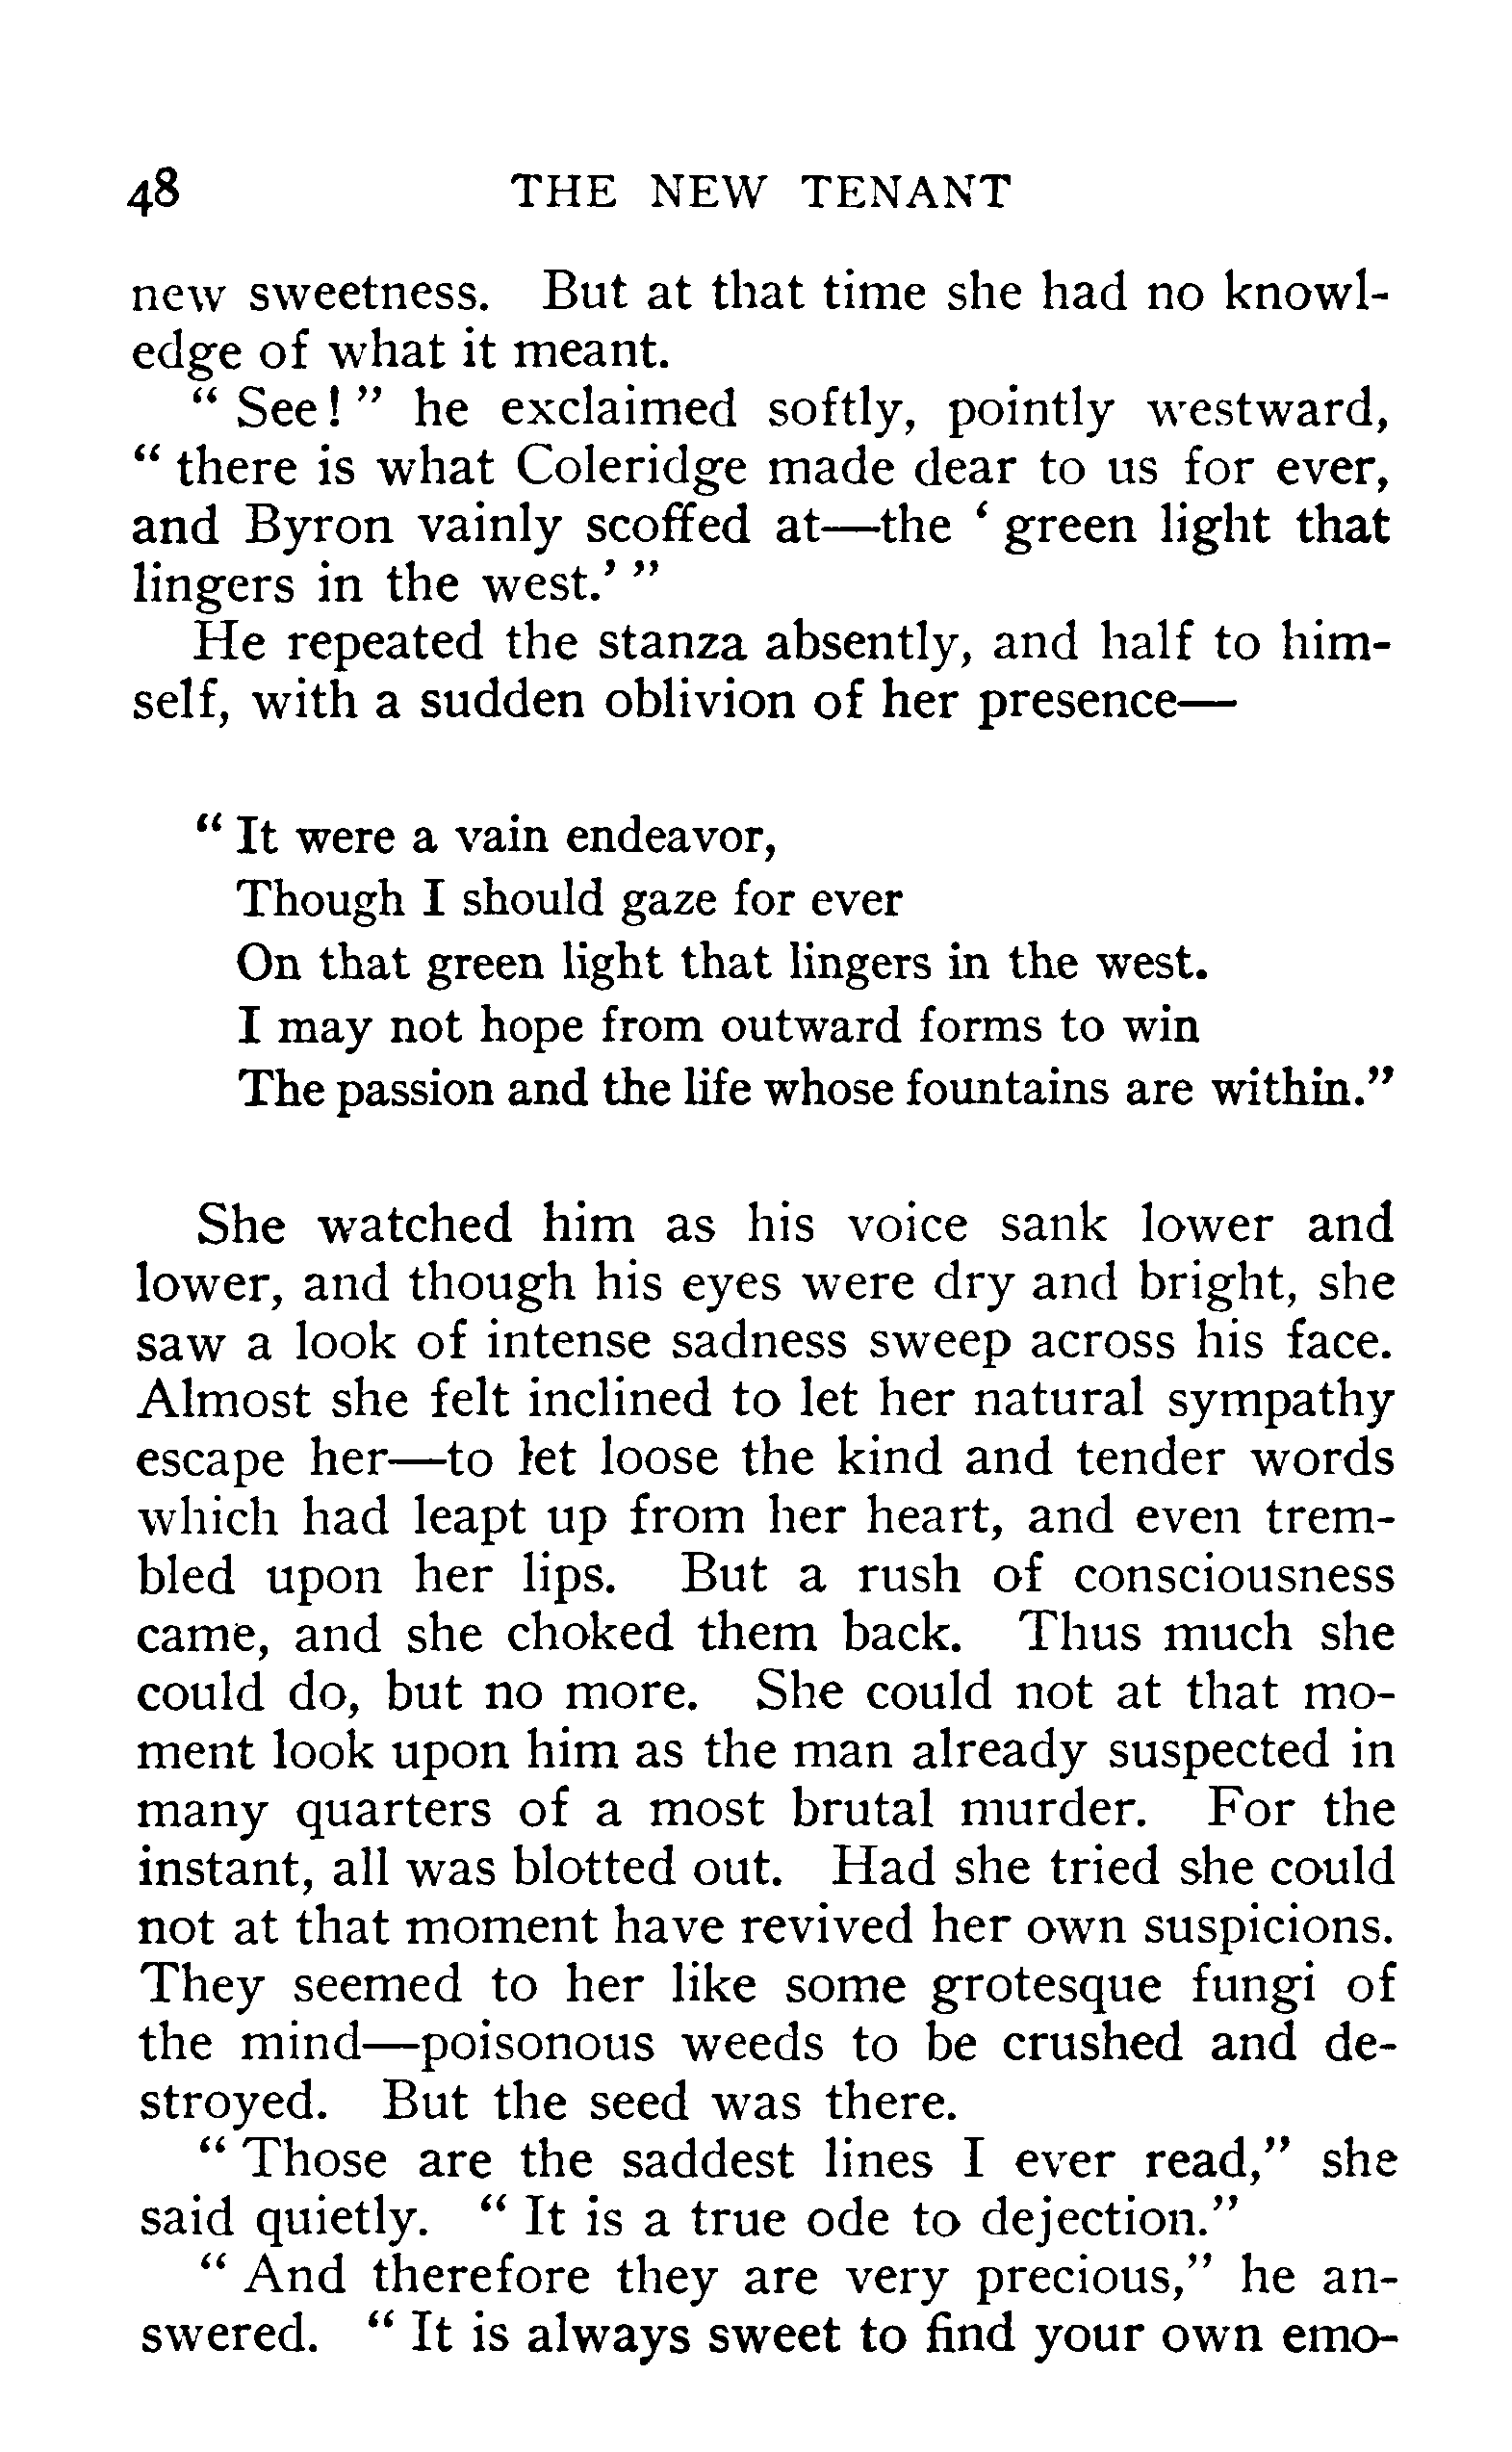 48 THE NEW TENANT
new sweetness. But at that time she had no knowl-
edge of what it meant.
" See! " he exclaimed softly, pointly westward,
" there is what Coleridge made dear to us for ever,
and Byron vainly scoffed at—the ' green light that
lingers in the west.' "
He repeated the stanza absently, and half to him-
self, with a sudden oblivion of her presence—
" It were a vain endeavor,
Though I should gaze for ever
On that green light that lingers in the west.
I may not hope from outward forms to win
The passion and the life whose fountains are within."
She watched him as his voice sank lower and
lower, and though his eyes were dry and bright, she
saw a look of intense sadness sweep across his face.
Almost she felt inclined to let her natural sympathy
escape her—to let loose the kind and tender words
which had leapt up from her heart, and even trem-
bled upon her lips. But a rush of consciousness
came, and she choked them back. Thus much she
could do, but no more. She could not at that mo-
ment look upon him as the man already suspected in
many quarters of a most brutal murder. For the
instant, all was blotted out. Had she tried she could
not at that moment have revived her own suspicions.
They seemed to her like some grotesque fungi of
the mind—poisonous weeds to be crushed and de-
stroyed. But the seed was there.
" Those are the saddest lines I ever read," she
said quietly. " It is a true ode to dejection."
" And therefore they are very precious," he an-
swered. " It is always sweet to find your own emo-